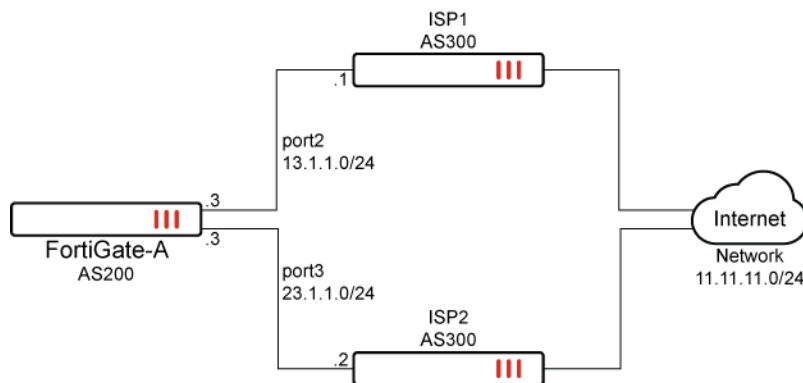 ISP1
AS300
.1
port2
13.1.1.0/24
.3
.3
FortiGate-A
AS200
Internet
Network
11.11.11.0/24
port3
23.1.1.0/24
ISP2
AS300
.2